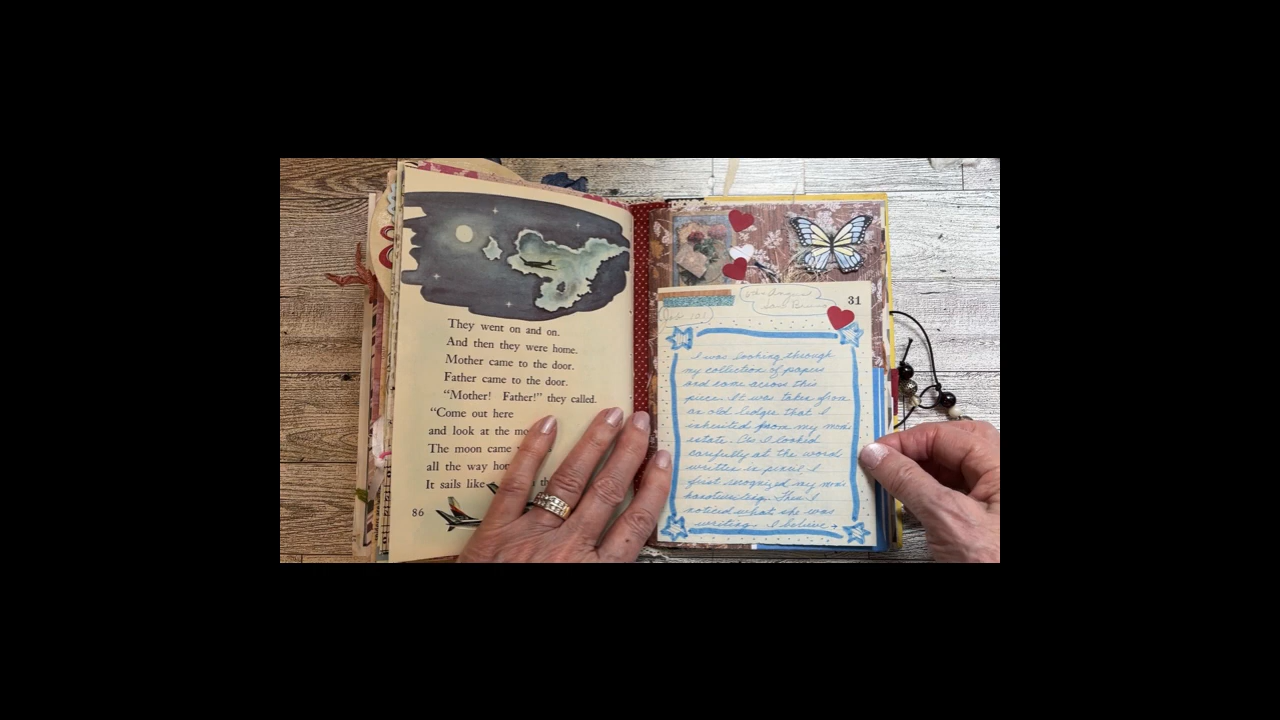 They went on and on.
And then they were home.
Mother came to the door.
Father came to the door.
"Mother! Father!" they called.
"Come out here
and look at the
The moon came
all the way
It sails like
86
31
I was looking through
my collection of papers
and come across this
piece. It was taken from
an old ledger that I
inherited from my mom
estate. As I looked
carefully at the word
written in pencil, I
first recognized my mom
handwriting. Then I
noticed what she was
writing. I believe →